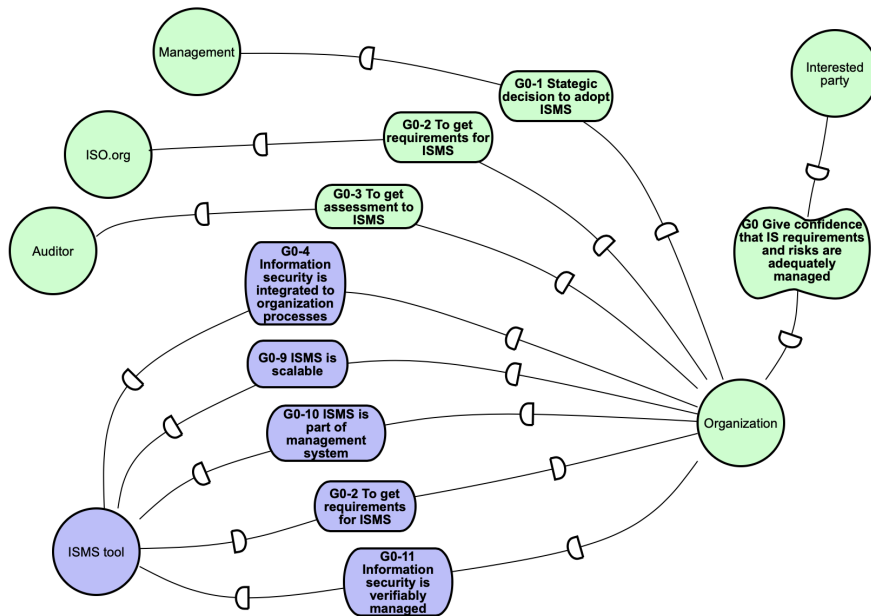 Management
G0-1 Stategic
decision to adopt
ISMS
Interested
party
G0-2 To get
requirements for
ISMS
ISO.org
G0-3 To get
assessment to
ISMS
Auditor
G0 Give confidence
that IS requirements
and risks are
adequately
managed
G0-4
Information
security is
integrated to
organization
processes
G0-9 ISMS is
scalable
G0-10 ISMS is
part of
management
system
Organization
G0-2 To get
requirements
for ISMS
ISMS tool
G0-11
Information
security is
verifiably
managed